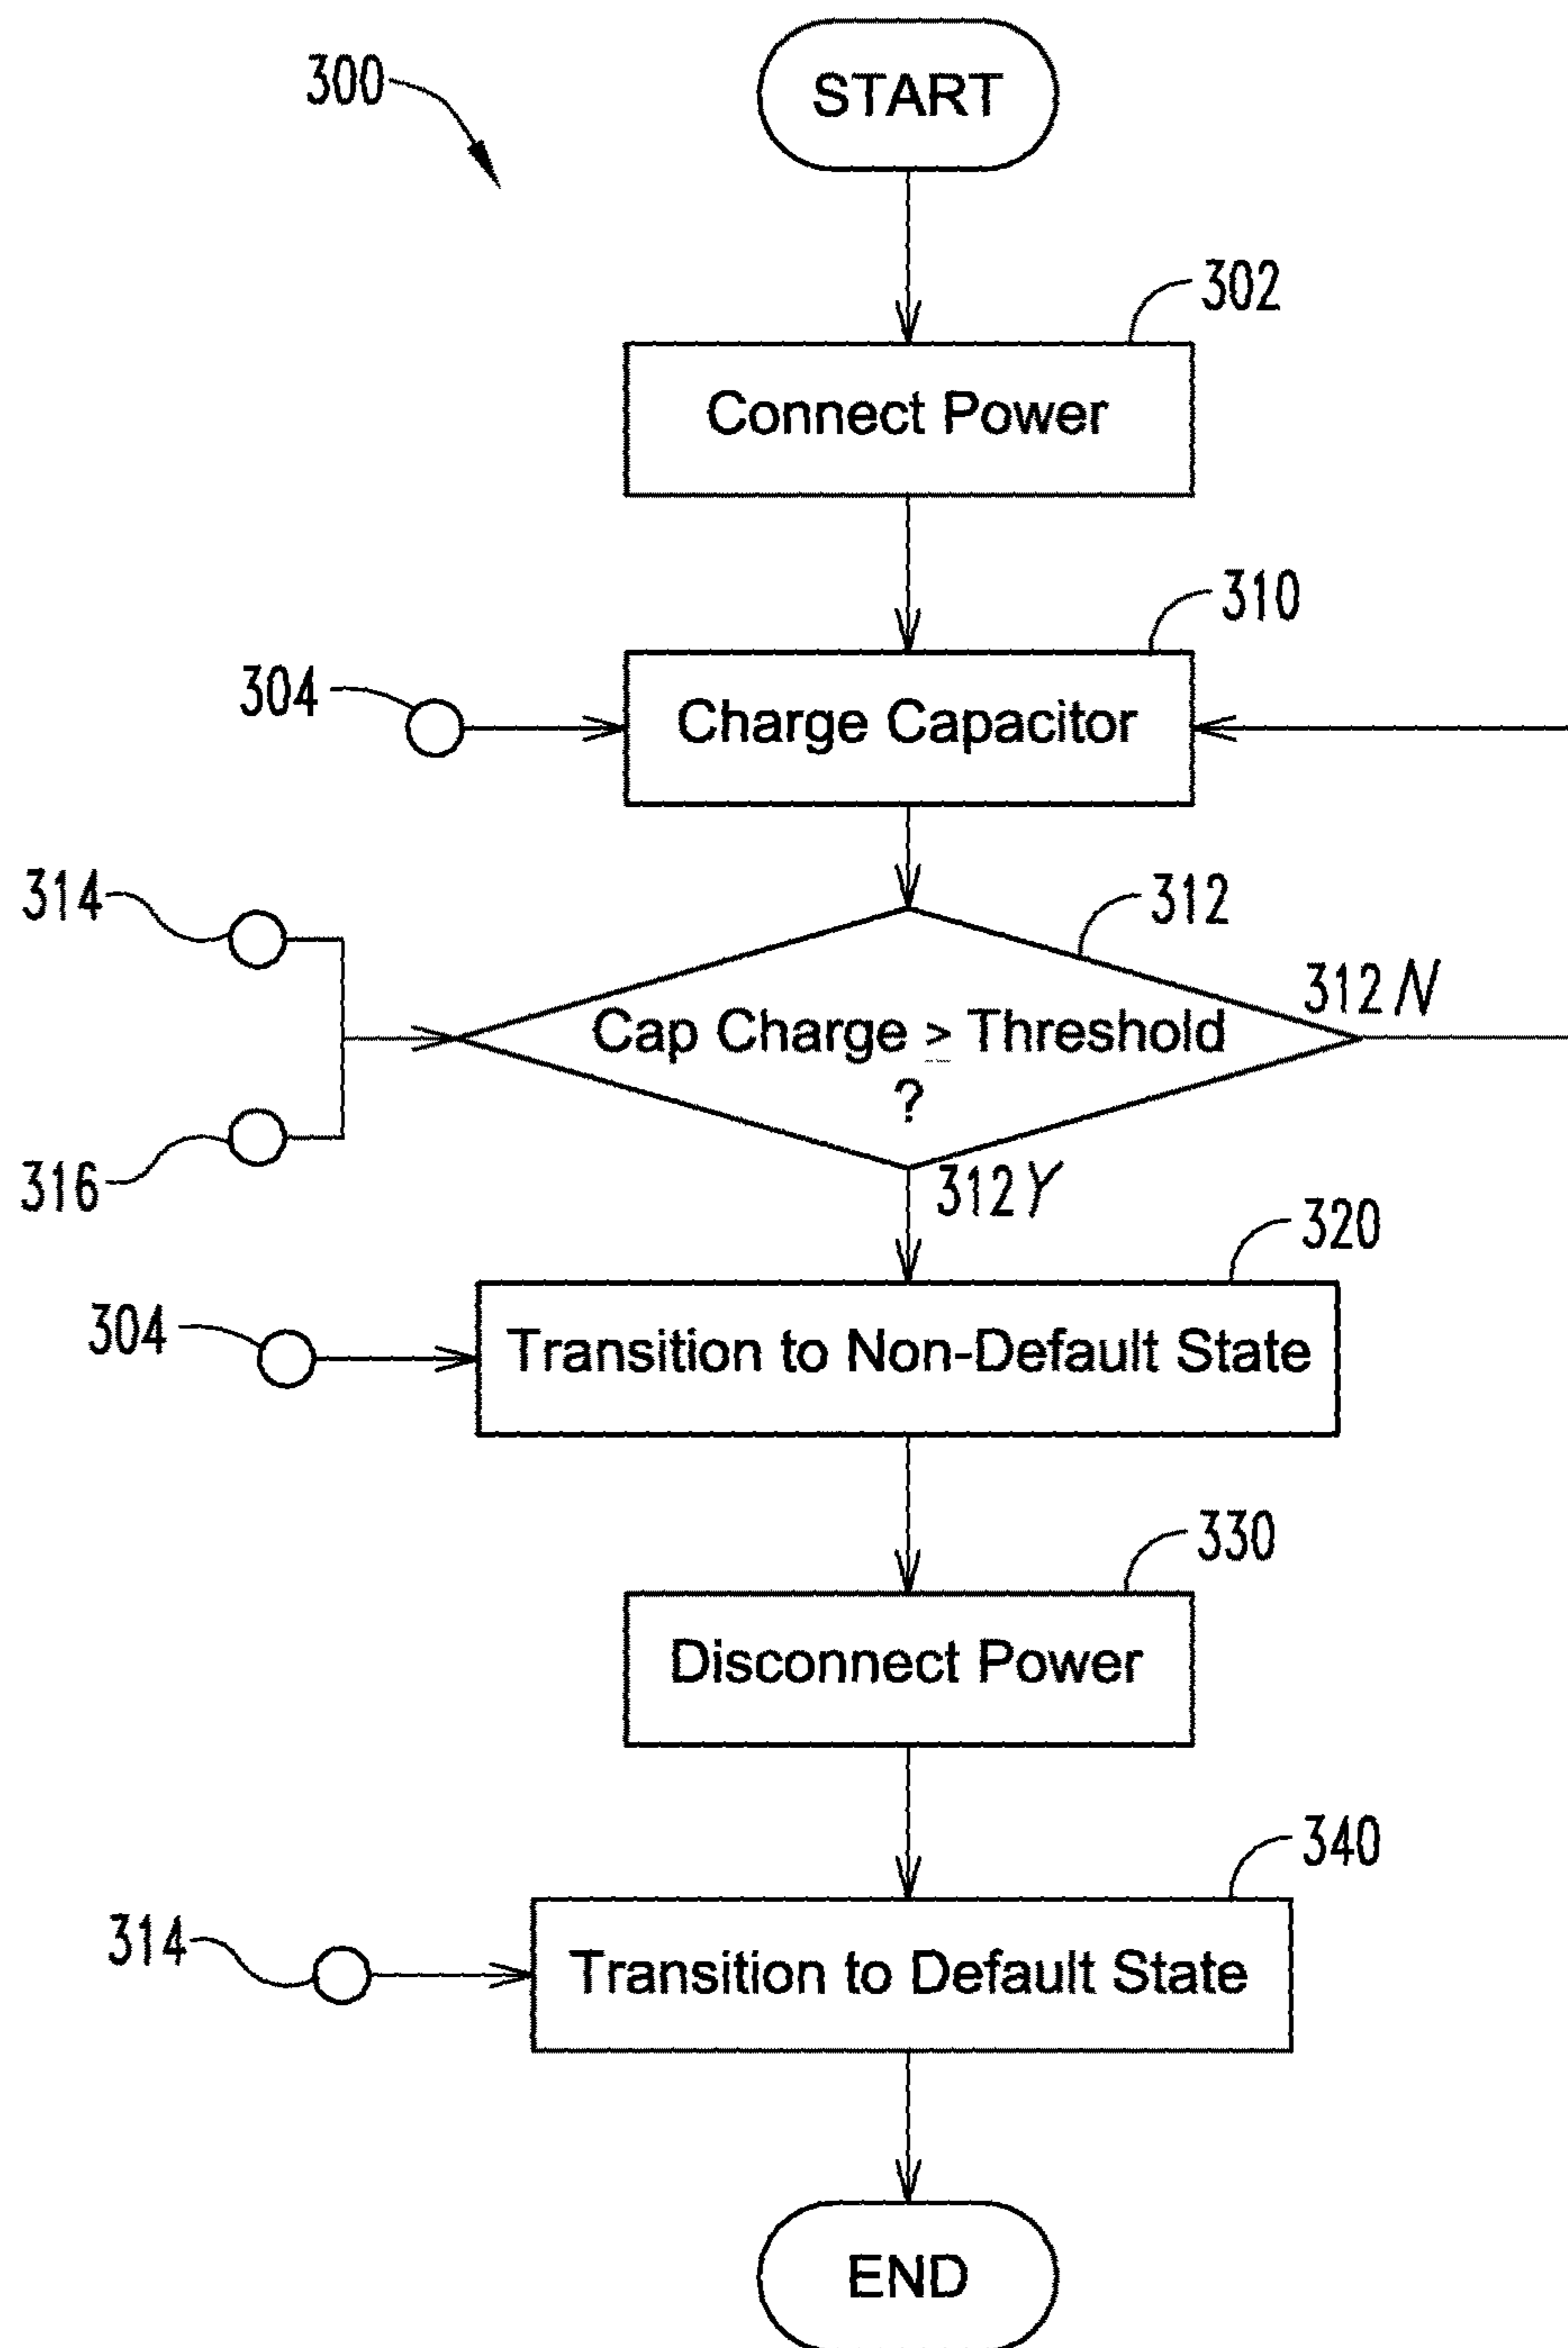 300
START
302
Connect Power
310
304
Charge Capacitor
314
312
312N
Cap Charge ≥ Threshold
?
316
312Y
320
304
Transition to Non-Default State
330
Disconnect Power
340
314
Transition to Default State
END